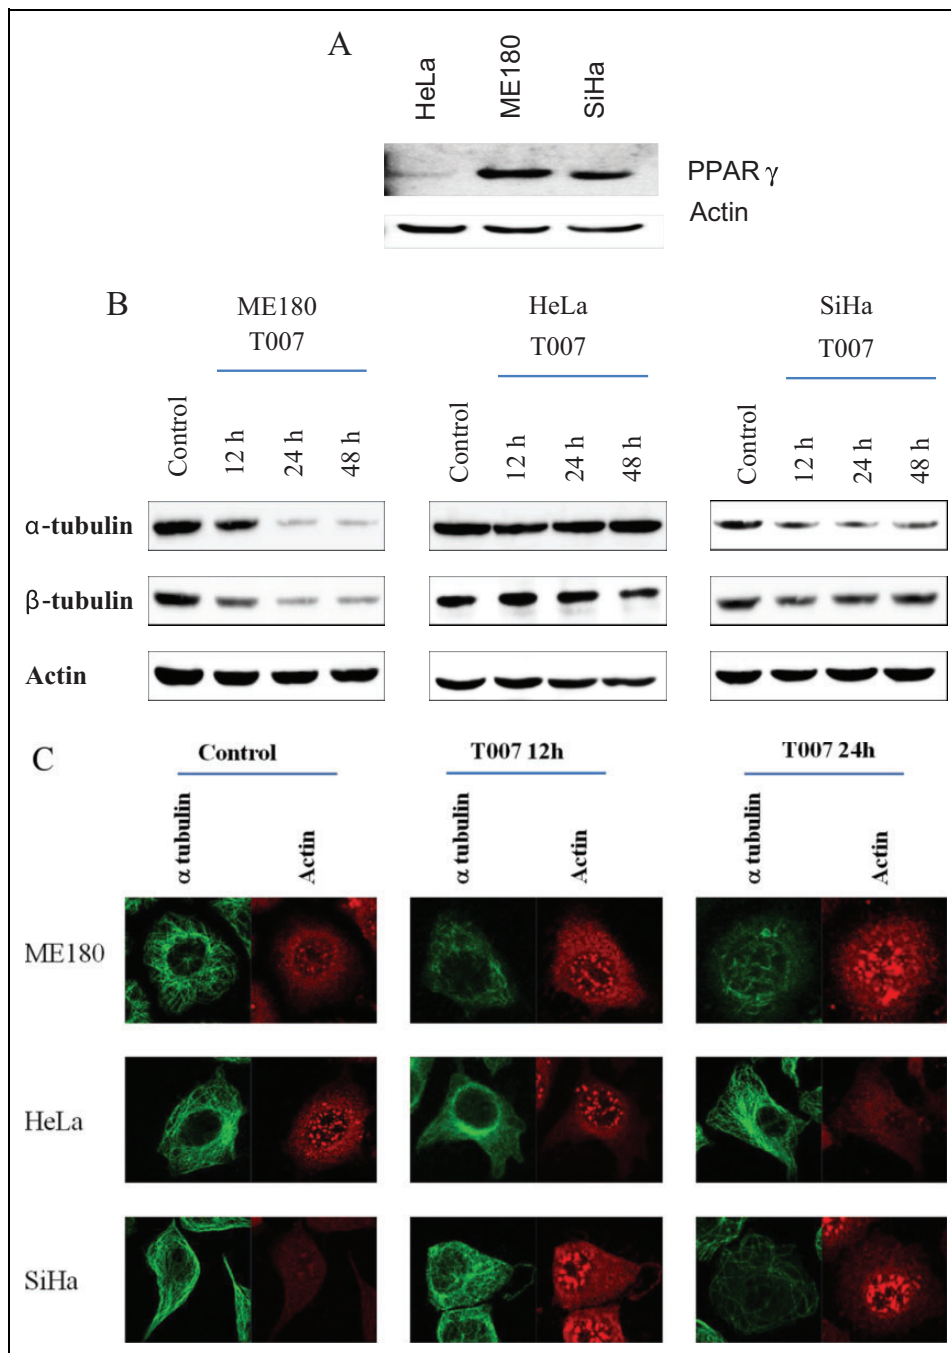 A
HeLa
ME180
SiHa
PPAR γ
Actin
B
ME180
T007
HeLa
T007
SiHa
T007
Control
12 h
24 h
48 h
Control
12 h
24 h
48 h
Control
12 h
24 h
48 h
α-tubulin
β-tubulin
Actin
C
Control
T007 12h
T007 24h
α tubulin
Actin
α tubulin
Actin
α tubulin
Actin
ME180
HeLa
SiHa